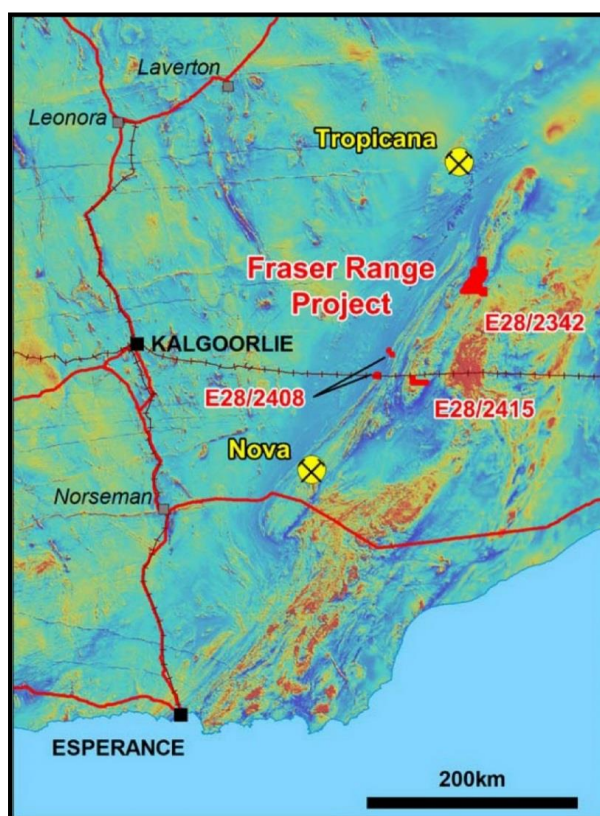 Laverton
Leonora
Tropicana
Fraser Range
Project
E28/2342
KALGOORLIE
E28/2408
E28/2415
Nova
Norseman
ESPERANCE
200km